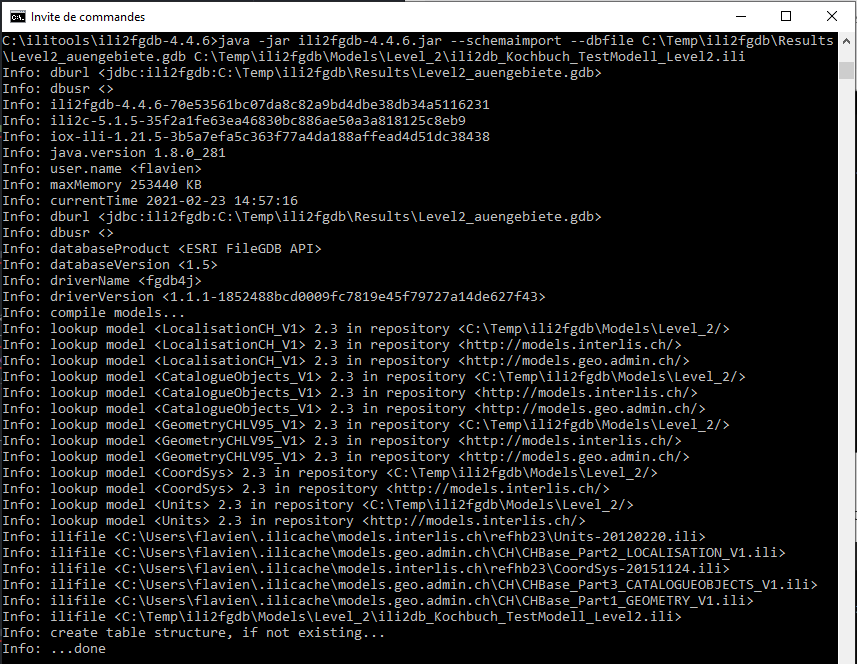 Invite de commandes
C:\ilitools\ili2fgdb-4.4.6>java -jar ili2fgdb-4.4.6.jar --schemaimport --dbfile C:\Temp\ili2fgdb\Results
\Level2_auengebiete.gdb C:\Temp\ili2fgdb\Models\Level_2\ili2db_Kochbuch_TestModell_Level2.ili
Info: dburl <jdbc:ili2fgdb:C:\Temp\ili2fgdb\Results\Level2_auengebiete.gdb>
Info: dbusr <>
Info: ili2fgdb-4.4.6-70e53561bc07da8c82a9bd4dbe38db34a5116231
Info: ili2c-5.1.5-35f2a1fe63ea46830bc886ae50a3a818125c8eb9
Info: iox-ili-1.21.5-3b5a7efa5c363f77a4da188affead4d51dc38438
Info: java.version 1.8.0_281
Info: user.name <flavien>
Info: maxMemory 253440 KB
Info: currentTime 2021-02-23 14:57:16
Info: dburl <jdbc:ili2fgdb:C:\Temp\ili2fgdb\Results\Level2_auengebiete.gdb>
Info: dbusr <>
Info: databaseProduct <ESRI FileGDB API>
Info: databaseVersion <1.5>
Info: driverName <fgdb4j>
Info: driverVersion <1.1.1-1852488bcd0009fc7819e45f79727a14de627f43>
Info: compile models...
Info: lookup model <LocalisationCH_V1> 2.3 in repository <C:\Temp\ili2fgdb\Models\Level_2/>
Info: lookup model <LocalisationCH_V1> 2.3 in repository <http://models.interlis.ch/>
Info: lookup model <LocalisationCH_V1> 2.3 in repository <http://models.geo.admin.ch/>
Info: lookup model <CatalogueObjects_V1> 2.3 in repository <C:\Temp\ili2fgdb\Models\Level_2/>
Info: lookup model <CatalogueObjects_V1> 2.3 in repository <http://models.interlis.ch/>
Info: lookup model <CatalogueObjects_V1> 2.3 in repository <http://models.geo.admin.ch/>
Info: lookup model <GeometryCHLV95_V1> 2.3 in repository <C:\Temp\ili2fgdb\Models\Level_2/>
Info: lookup model <GeometryCHLV95_V1> 2.3 in repository <http://models.interlis.ch/>
Info: lookup model <GeometryCHLV95_V1> 2.3 in repository <http://models.geo.admin.ch/>
Info: lookup model <CoordSys> 2.3 in repository <C:\Temp\ili2fgdb\Models\Level_2/>
Info: lookup model <CoordSys> 2.3 in repository <http://models.interlis.ch/>
Info: lookup model <Units> 2.3 in repository <C:\Temp\ili2fgdb\Models\Level_2/>
Info: lookup model <Units> 2.3 in repository <http://models.interlis.ch/>
Info: ilifile <C:\Users\flavien\.ilicache\models.interlis.ch\refhb23\Units-20120220.ili>
Info: ilifile <C:\Users\flavien\.ilicache\models.geo.admin.ch\CH\CHBase_Part2_LOCALISATION_V1.ili>
Info: ilifile <C:\Users\flavien\.ilicache\models.interlis.ch\refhb23\CoordSys-20151124.ili>
Info: ilifile <C:\Users\flavien\.ilicache\models.geo.admin.ch\CH\CHBase_Part3_CATALOGUEOBJECTS_V1.ili>
Info: ilifile <C:\Users\flavien\.ilicache\models.geo.admin.ch\CH\CHBase_Part1_GEOMETRY_V1.ili>
Info: ilifile <C:\Temp\ili2fgdb\Models\Level_2\ili2db_Kochbuch_TestModell_Level2.ili>
Info: create table structure, if not existing...
Info: ...done